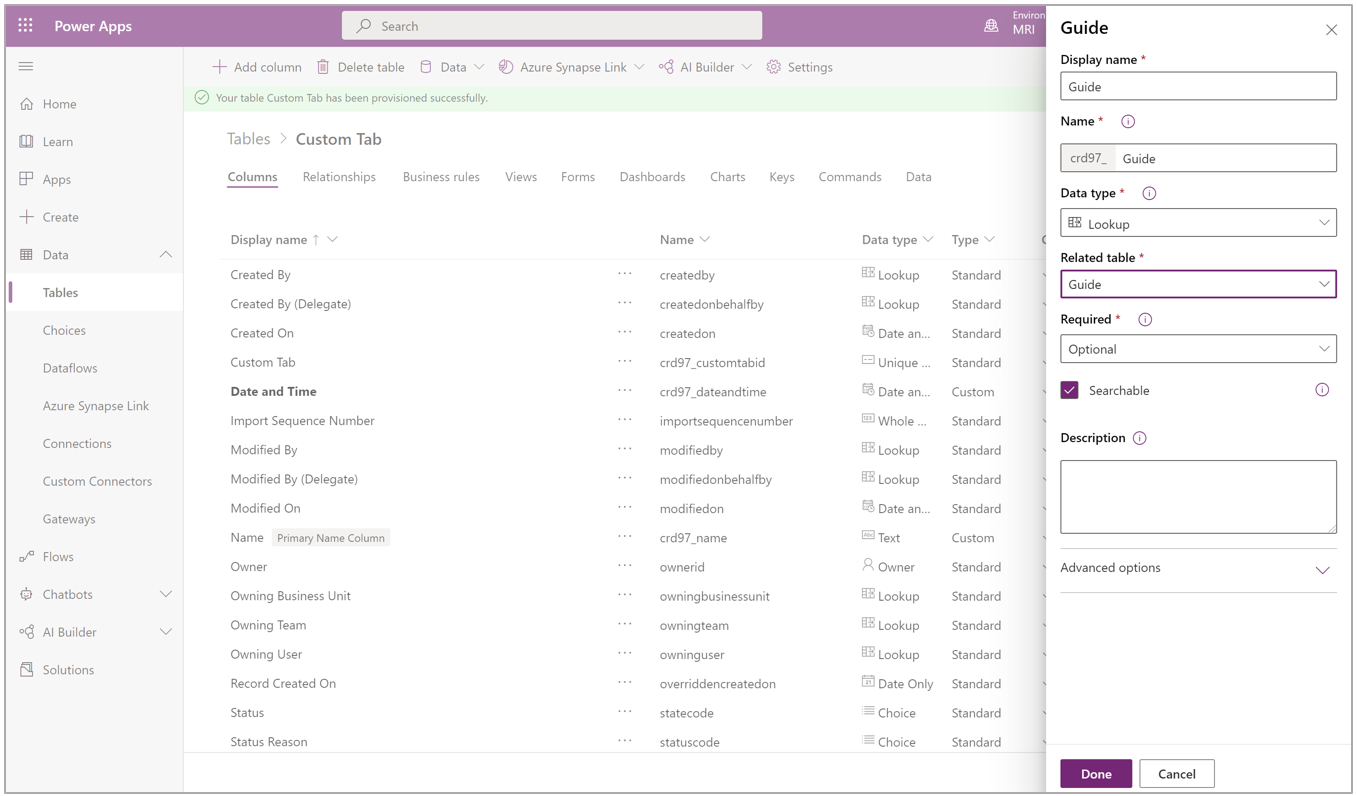 Power Apps
Search
Environ
MRI
Home
Learn
Apps
Create
Data
Tables
Choices
Dataflows
Azure Synapse Link
Connections
Custom Connectors
Gateways
Flows
Chatbots
AI Builder
Solutions
Add column Delete table Data Azure Synapse Link AI Builder Settings
Your table Custom Tab has been provisioned successfully.
Tables > Custom Tab
Columns Relationships Business rules Views Forms Dashboards Charts Keys Commands Data
Display name ↑ Name Data type Type
Created By ... createdby Lookup Standard
Created By (Delegate) ... createdonbehalfby Lookup Standard
Created On ... createdon Date an... Standard
Custom Tab ... crd97_customtabid Unique ... Standard
Date and Time ... crd97_dateandtime Date an... Custom
Import Sequence Number ... importsequencenumber Whole ... Standard
Modified By ... modifiedby Lookup Standard
Modified By (Delegate) ... modifiedonbehalfby Lookup Standard
Modified On ... modifiedon Date an... Standard
Name Primary Name Column ... crd97_name Text Custom
Owner ... ownerid Owner Standard
Owning Business Unit ... owningbusinessunit Lookup Standard
Owning Team ... owningteam Lookup Standard
Owning User ... owninguser Lookup Standard
Record Created On ... overriddencreatedon Date Only Standard
Status ... statecode Choice Standard
Status Reason ... statuscode Choice Standard
Guide
Display name *
Guide
Name *
crd97_ Guide
Data type *
Lookup
Related table *
Guide
Required *
Optional
Searchable
Description
Advanced options
Done Cancel